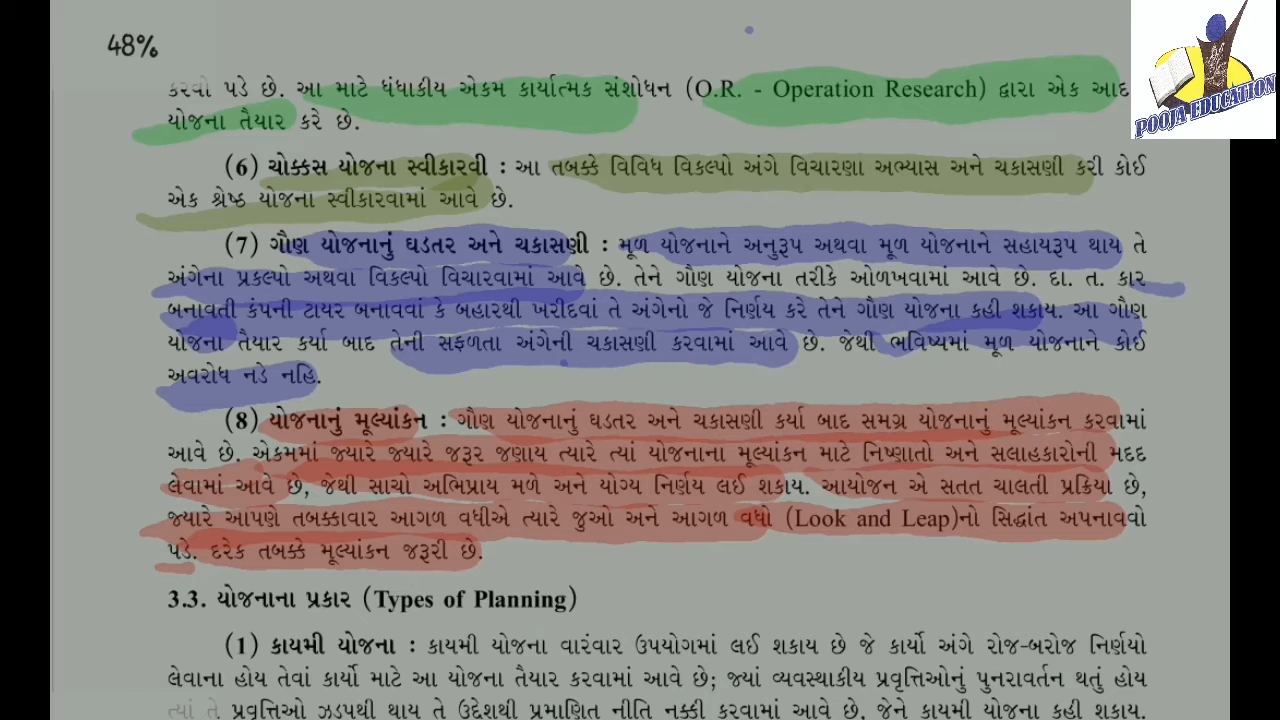 48%
POOJA EDUCATION
કરવો પડે છે. આ માટે ધંધાકીય એકમ કાર્યાત્મક સંશોધન (O.R. - Operation Research) દ્વારા એક આદ
યોજના તૈયાર કરે છે.
(6) ચોક્કસ યોજના સ્વીકારવી : આ તબક્કે વિવિધ વિકલ્પો અંગે વિચારણા અભ્યાસ અને ચકાસણી કરી કોઈ
એક શ્રેષ્ઠ યોજના સ્વીકારવામાં આવે છે.
(7) ગૌણ યોજનાનું ઘડતર અને ચકાસણી : મૂળ યોજનાને અનુરૂપ અથવા મૂળ યોજનાને સહાયરૂપ થાય તે
અંગેના પ્રકલ્પો અથવા વિકલ્પો વિચારવામાં આવે છે. તેને ગૌણ યોજના તરીકે ઓળખવામાં આવે છે. દા. ત. કાર
બનાવતી કંપની ટાયર બનાવવાં કે બહારથી ખરીદવાં તે અંગેનો જે નિર્ણય કરે તેને ગૌણ યોજના કહી શકાય. આ ગૌણ
યોજના તૈયાર કર્યા બાદ તેની સફળતા અંગેની ચકાસણી કરવામાં આવે છે. જેથી ભવિષ્યમાં મૂળ યોજનાને કોઈ
અવરોધ નડે નહિ.
(8) યોજનાનું મૂલ્યાંકન : ગૌણ યોજનાનું ઘડતર અને ચકાસણી કર્યા બાદ સમગ્ર યોજનાનું મૂલ્યાંકન કરવામાં
આવે છે. એકમમાં જ્યારે જ્યારે જરૂર જણાય ત્યારે ત્યાં યોજનાના મૂલ્યાંકન માટે નિષ્ણાતો અને સલાહકારોની મદદ
લેવામાં આવે છે, જેથી સાચો અભિપ્રાય મળે અને યોગ્ય નિર્ણય લઈ શકાય. આયોજન એ સતત ચાલતી પ્રક્રિયા છે,
જ્યારે આપણે તબક્કાવાર આગળ વધીએ ત્યારે જુઓ અને આગળ વધો (Look and Leap)નો સિદ્ધાંત અપનાવવો
પડે. દરેક તબક્કે મૂલ્યાંકન જરૂરી છે.
3.3. યોજનાના પ્રકાર (Types of Planning)
(1) કાયમી યોજના : કાયમી યોજના વારંવાર ઉપયોગમાં લઈ શકાય છે જે કાર્યો અંગે રોજ-બરોજ નિર્ણયો
લેવાના હોય તેવાં કાર્યો માટે આ યોજના તૈયાર કરવામાં આવે છે; જ્યાં વ્યવસ્થાકીય પ્રવૃત્તિઓનું પુનરાવર્તન થતું હોય
ત્યાં તે પ્રવૃત્તિઓ ઝડપથી થાય તે ઉદ્દેશથી પ્રમાણિત નીતિ નક્કી કરવામાં આવે છે, જેને કાયમી યોજના કહી શકાય.